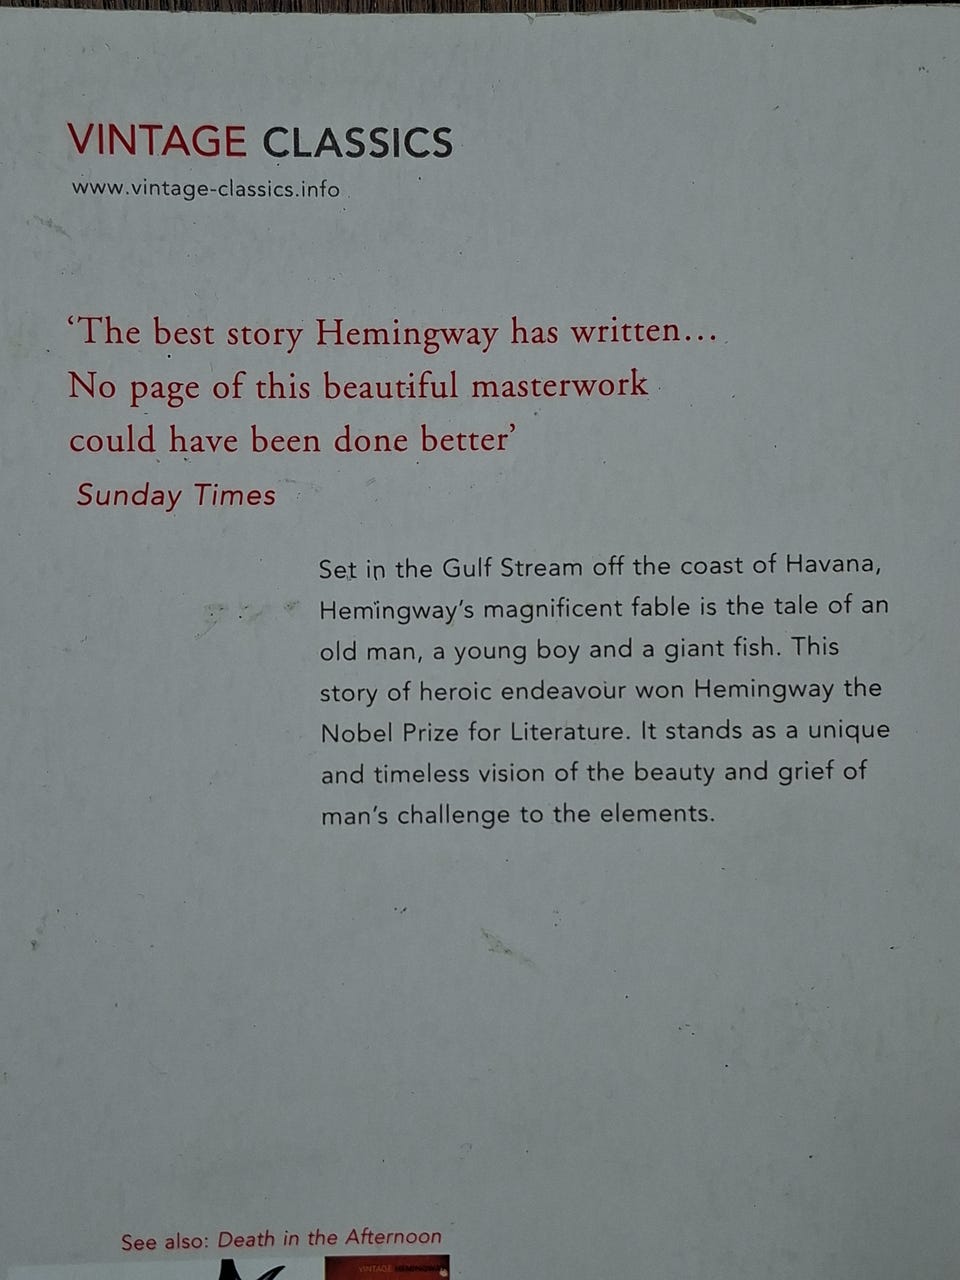 VINTAGE CLASSICS
www.vintage-classics.info
‘The best story Hemingway has written...
No page of this beautiful masterwork
could have been done better’
Sunday Times
Set in the Gulf Stream off the coast of Havana,
Hemingway’s magnificent fable is the tale of an
old man, a young boy and a giant fish. This
story of heroic endeavour won Hemingway the
Nobel Prize for Literature. It stands as a unique
and timeless vision of the beauty and grief of
man’s challenge to the elements.
See also: Death in the Afternoon
VINTAGE HEMINGWAY